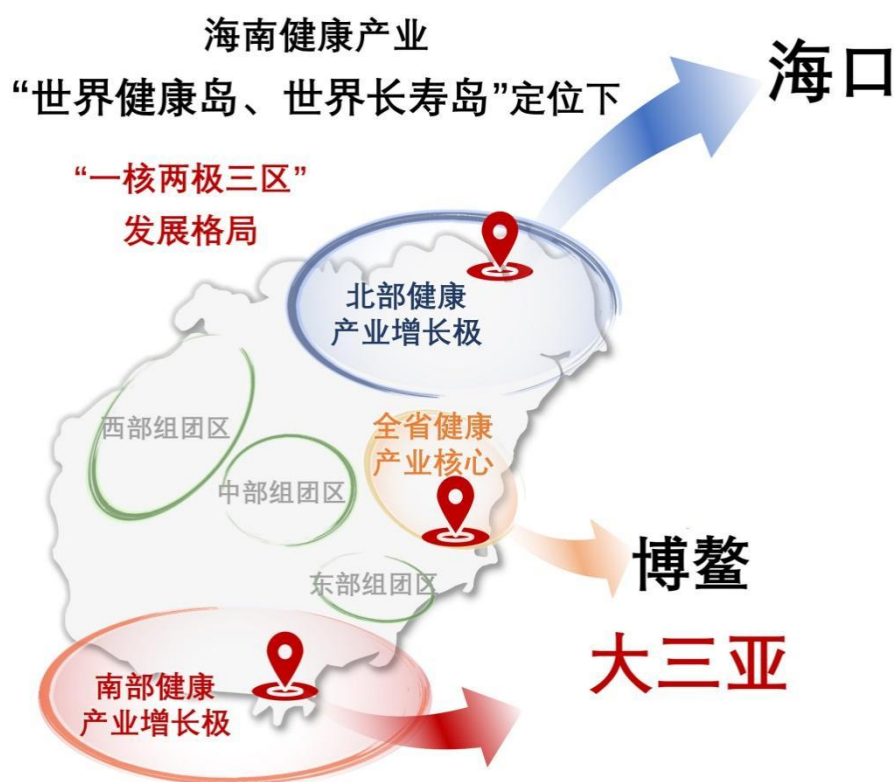 海南健康产业
“世界健康岛、世界长寿岛”定位下
海口
“一核两极三区”
发展格局
北部健康
产业增长极
西部组团区
全省健康
产业核心
中部组团区
博鳌
东部组团区
大三亚
南部健康
产业增长极